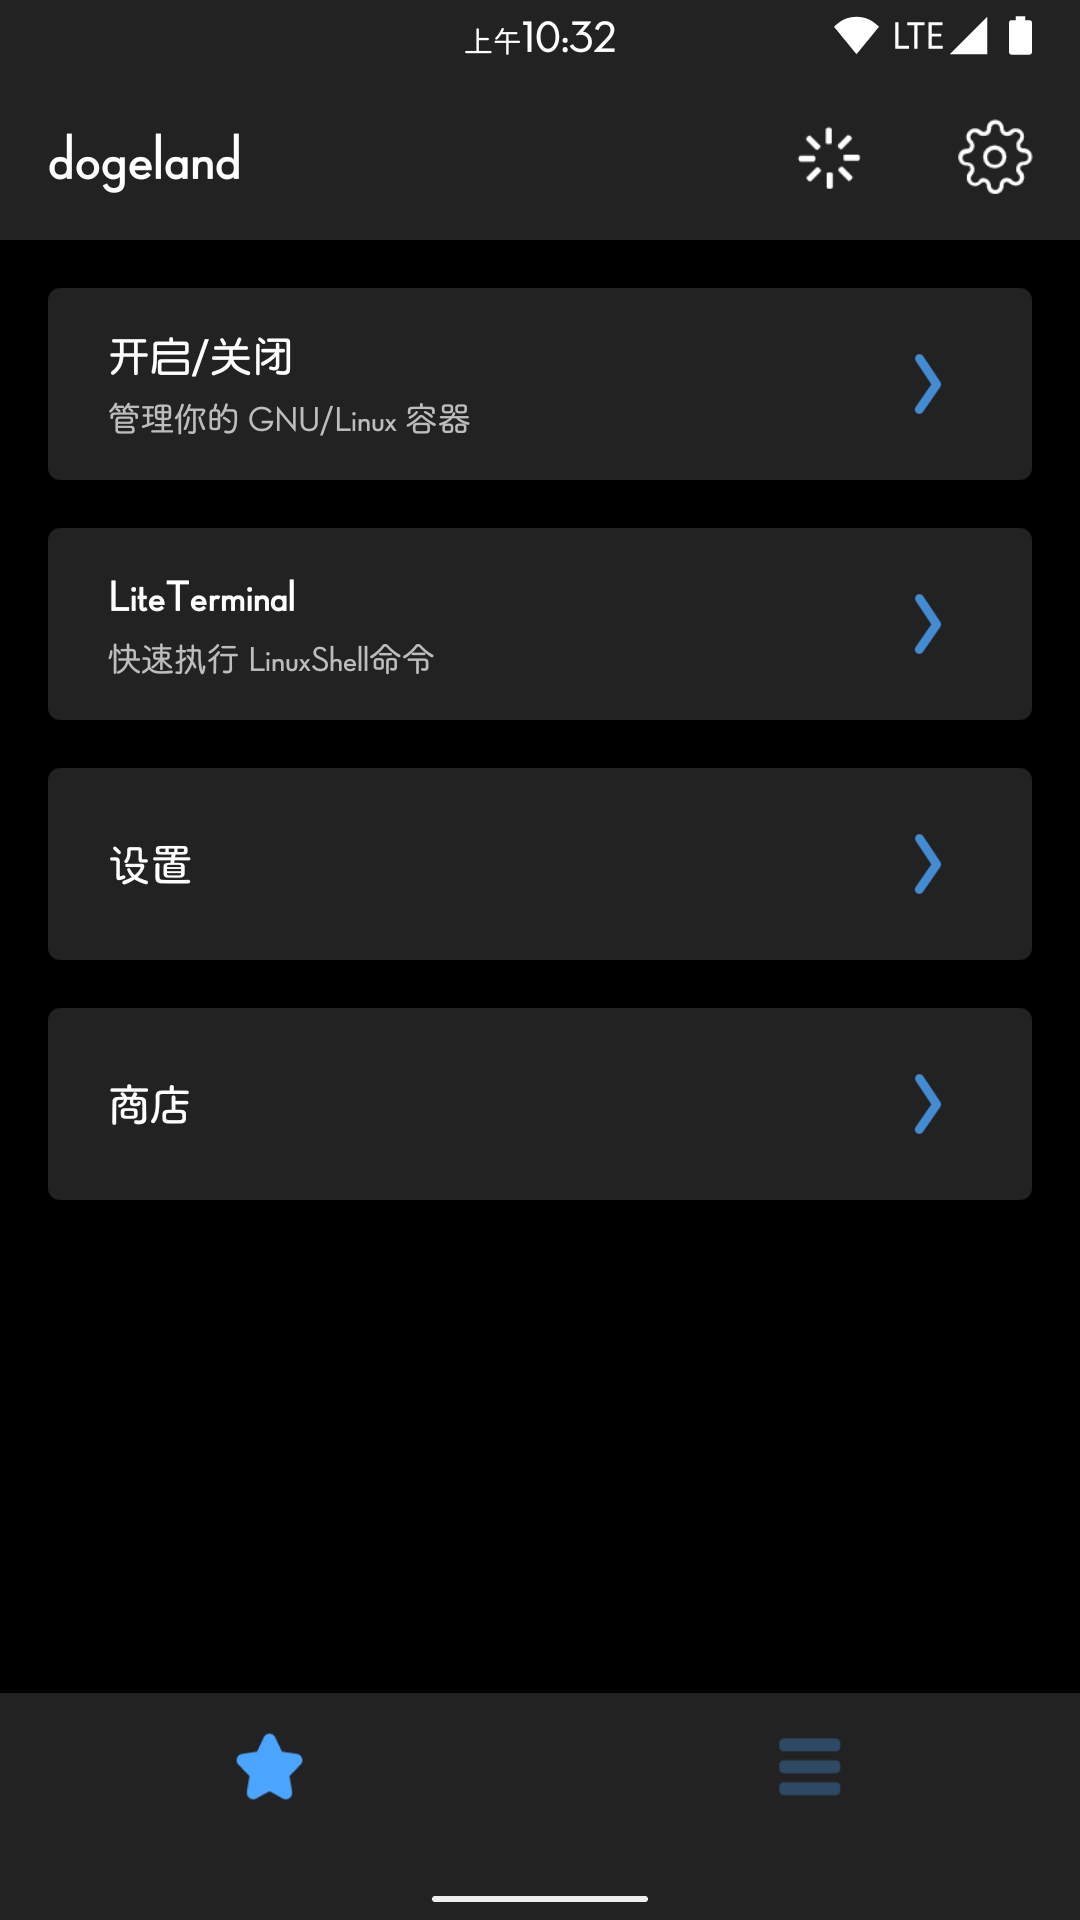 上午10:32
LTE
dogeland
开启/关闭
管理你的 GNU/Linux 容器
LiteTerminal
快速执行 LinuxShell命令
设置
商店